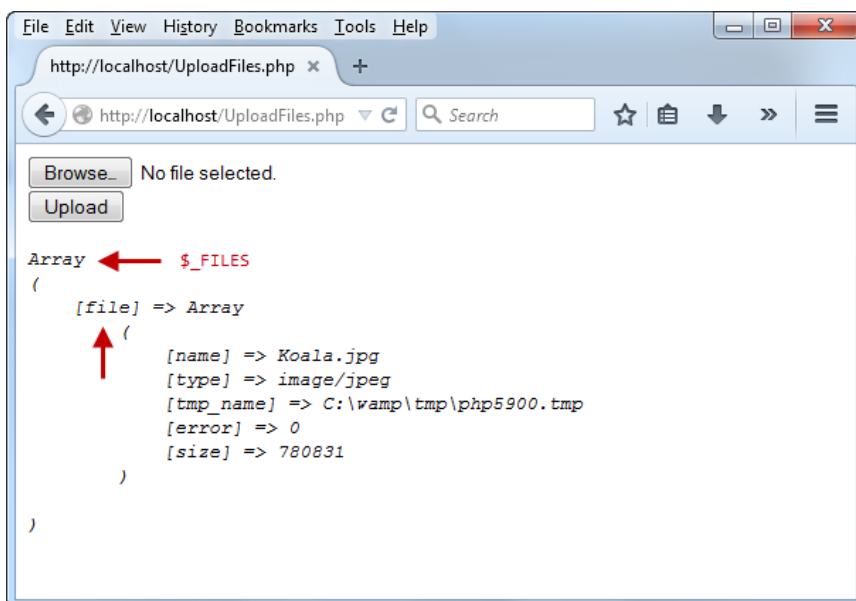 File Edit View History Bookmarks Tools Help
http://localhost/UploadFiles.php × +
http://localhost/UploadFiles.php Search
Browse... No file selected.
Upload
Array $_FILES
(
[file] => Array
(
[name] => Koala.jpg
[type] => image/jpeg
[tmp_name] => C:\wamp\tmp\php5900.tmp
[error] => 0
[size] => 780831
)
)